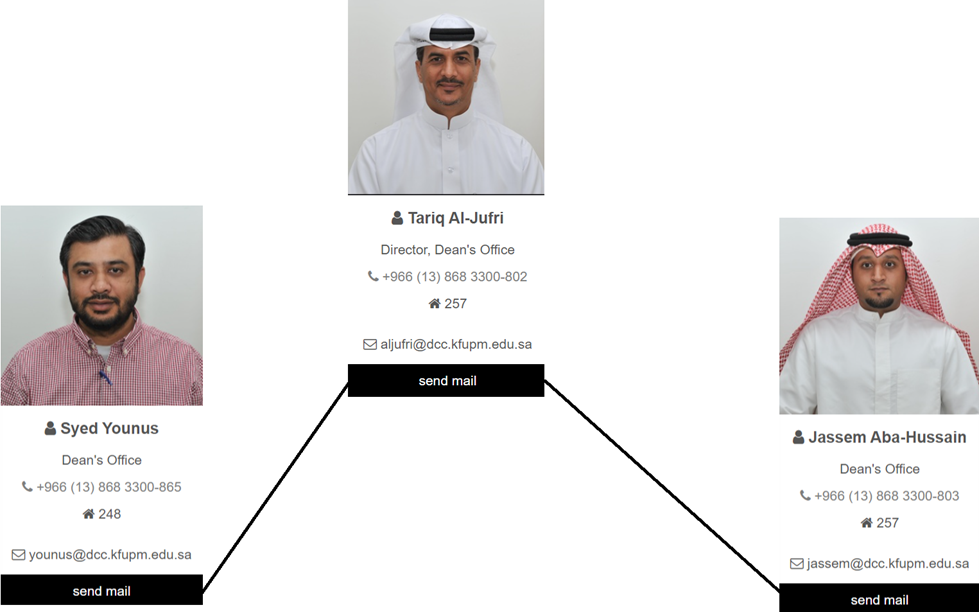 Tariq Al-Jufri
Director, Dean's Office
+966 (13) 868 3300-802
257
aljufri@dcc.kfupm.edu.sa
send mail
Syed Younus
Dean's Office
+966 (13) 868 3300-865
248
younus@dcc.kfupm.edu.sa
send mail
Jassem Aba-Hussain
Dean's Office
+966 (13) 868 3300-803
257
jassem@dcc.kfupm.edu.sa
send mail